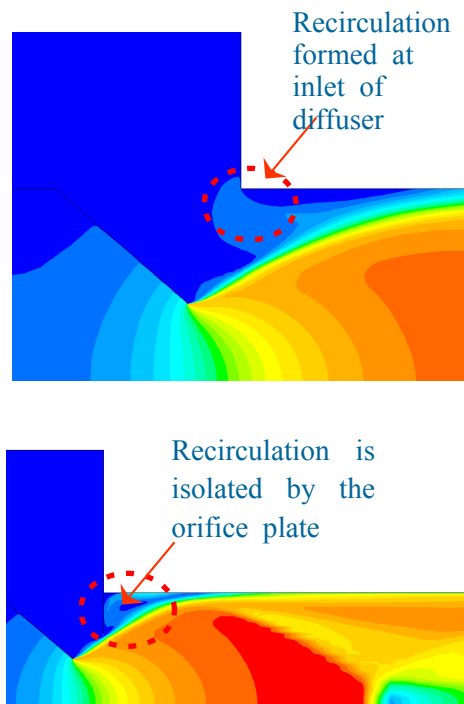 Recirculation
formed at
inlet of
diffuser
Recirculation is
isolated by the
orifice plate